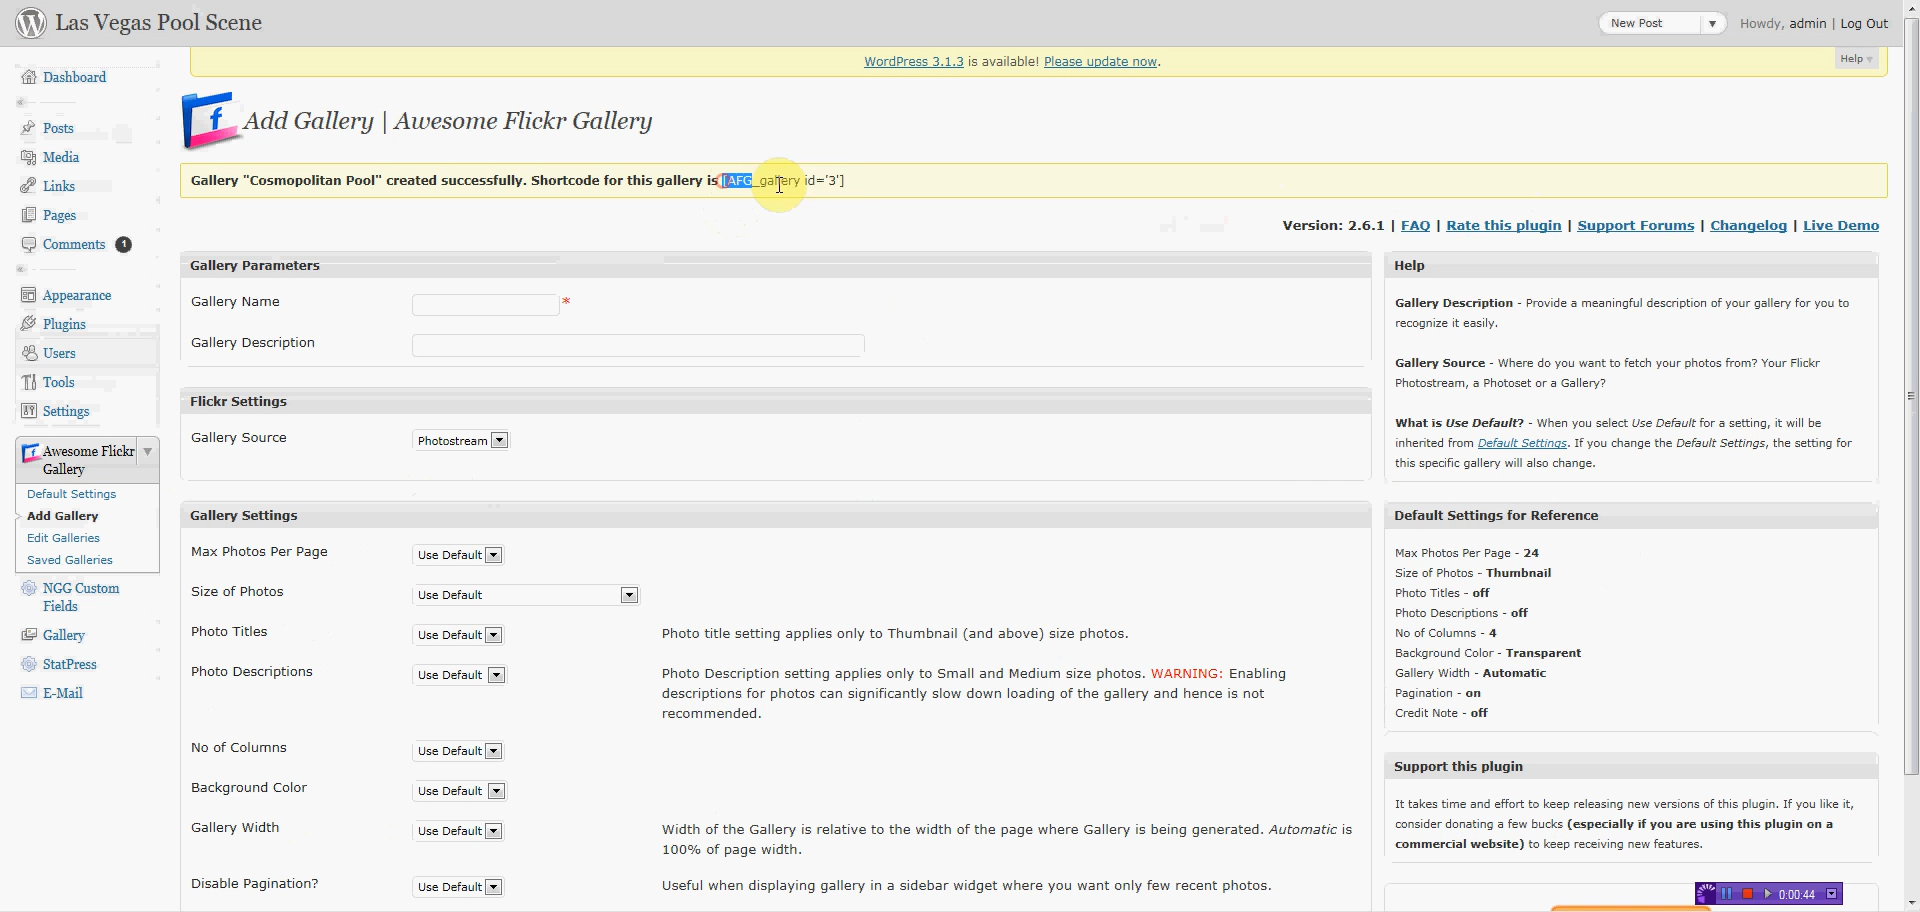 Las Vegas Pool Scene
New Post
Howdy, admin | Log Out
WordPress 3.1.3 is available! Please update now.
Help
Dashboard
Posts
Media
Links
Pages
Comments 1
Appearance
Plugins
Users
Tools
Settings
Awesome Flickr
Gallery
Default Settings
Add Gallery
Edit Galleries
Saved Galleries
NGG Custom
Fields
Gallery
StatPress
E-Mail
Add Gallery | Awesome Flickr Gallery
Gallery "Cosmopolitan Pool" created successfully. Shortcode for this gallery is [AFG_gallery id='3']
Version: 2.6.1 | FAQ | Rate this plugin | Support Forums | Changelog | Live Demo
Gallery Parameters
Gallery Name *
Gallery Description
Flickr Settings
Gallery Source Photostream
Gallery Settings
Max Photos Per Page Use Default
Size of Photos Use Default
Photo Titles Use Default Photo title setting applies only to Thumbnail (and above) size photos.
Photo Descriptions Use Default Photo Description setting applies only to Small and Medium size photos. WARNING: Enabling
descriptions for photos can significantly slow down loading of the gallery and hence is not
recommended.
No of Columns Use Default
Background Color Use Default
Gallery Width Use Default Width of the Gallery is relative to the width of the page where Gallery is being generated. Automatic is
100% of page width.
Disable Pagination? Use Default Useful when displaying gallery in a sidebar widget where you want only few recent photos.
Help
Gallery Description - Provide a meaningful description of your gallery for you to
recognize it easily.
Gallery Source - Where do you want to fetch your photos from? Your Flickr
Photostream, a Photoset or a Gallery?
What is Use Default? - When you select Use Default for a setting, it will be
inherited from Default Settings. If you change the Default Settings, the setting for
this specific gallery will also change.
Default Settings for Reference
Max Photos Per Page - 24
Size of Photos - Thumbnail
Photo Titles - off
Photo Descriptions - off
No of Columns - 4
Background Color - Transparent
Gallery Width - Automatic
Pagination - on
Credit Note - off
Support this plugin
It takes time and effort to keep releasing new versions of this plugin. If you like it,
consider donating a few bucks (especially if you are using this plugin on a
commercial website) to keep receiving new features.
0:00:44